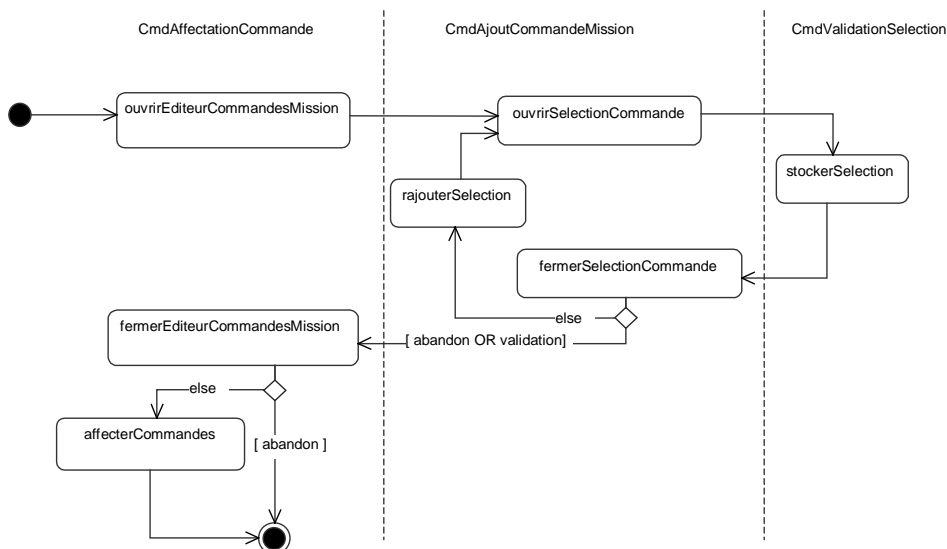 CmdAffectationCommande
CmdAjoutCommandeMission
CmdValidationSelection
ouvrirEditeurCommandesMission
ouvrirSelectionCommande
stockerSelection
rajouterSelection
fermerSelectionCommande
else
[ abandon OR validation]
fermerEditeurCommandesMission
else
affecterCommandes
[ abandon ]